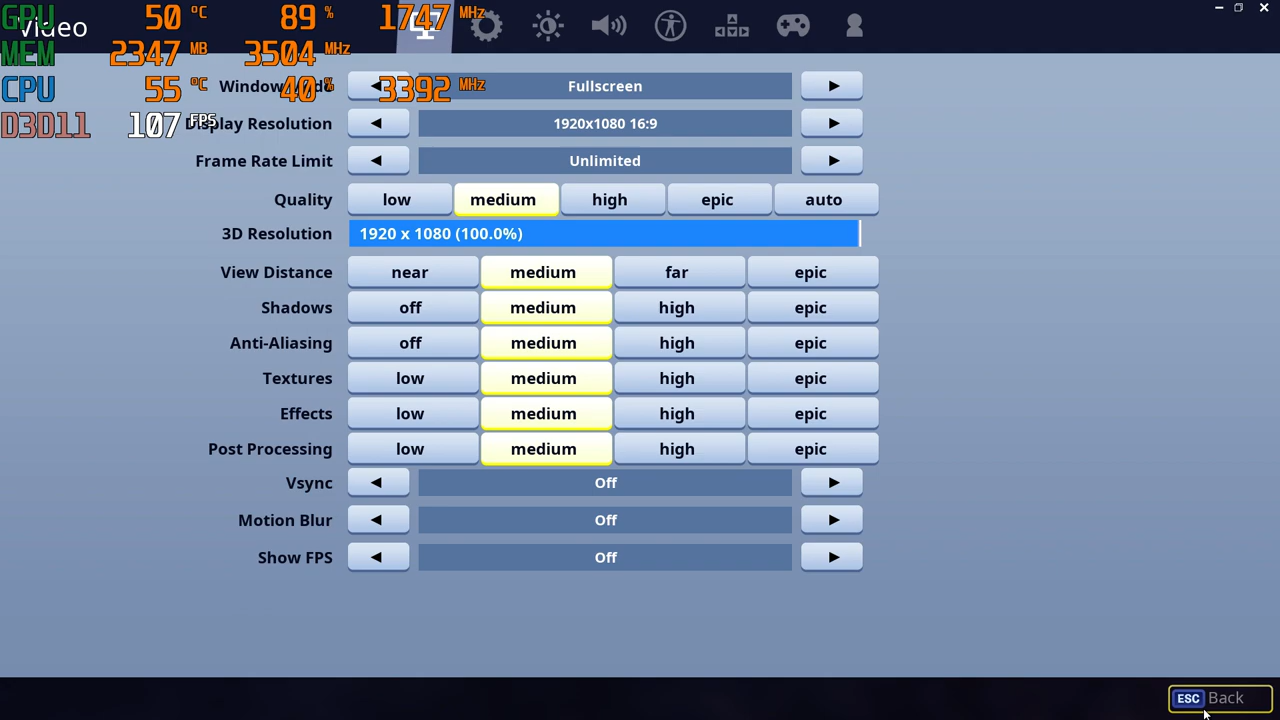 Video
GPU 50 °C 89 % 1747 MHz
MEM 2347 MB 3504 MHz
CPU 55 °C 40 % 3392 MHz
D3D11 107 FPS
Window Mode ◀ Fullscreen ▶
Display Resolution ◀ 1920x1080 16:9 ▶
Frame Rate Limit ◀ Unlimited ▶
Quality low medium high epic auto
3D Resolution 1920 x 1080 (100.0%)
View Distance near medium far epic
Shadows off medium high epic
Anti-Aliasing off medium high epic
Textures low medium high epic
Effects low medium high epic
Post Processing low medium high epic
Vsync ◀ Off ▶
Motion Blur ◀ Off ▶
Show FPS ◀ Off ▶
ESC Back